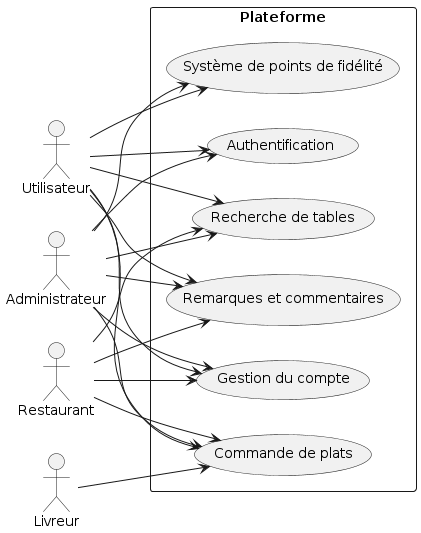 Plateforme
Système de points de fidélité
Authentification
Utilisateur
Recherche de tables
Administrateur
Remarques et commentaires
Gestion du compte
Restaurant
Commande de plats
Livreur